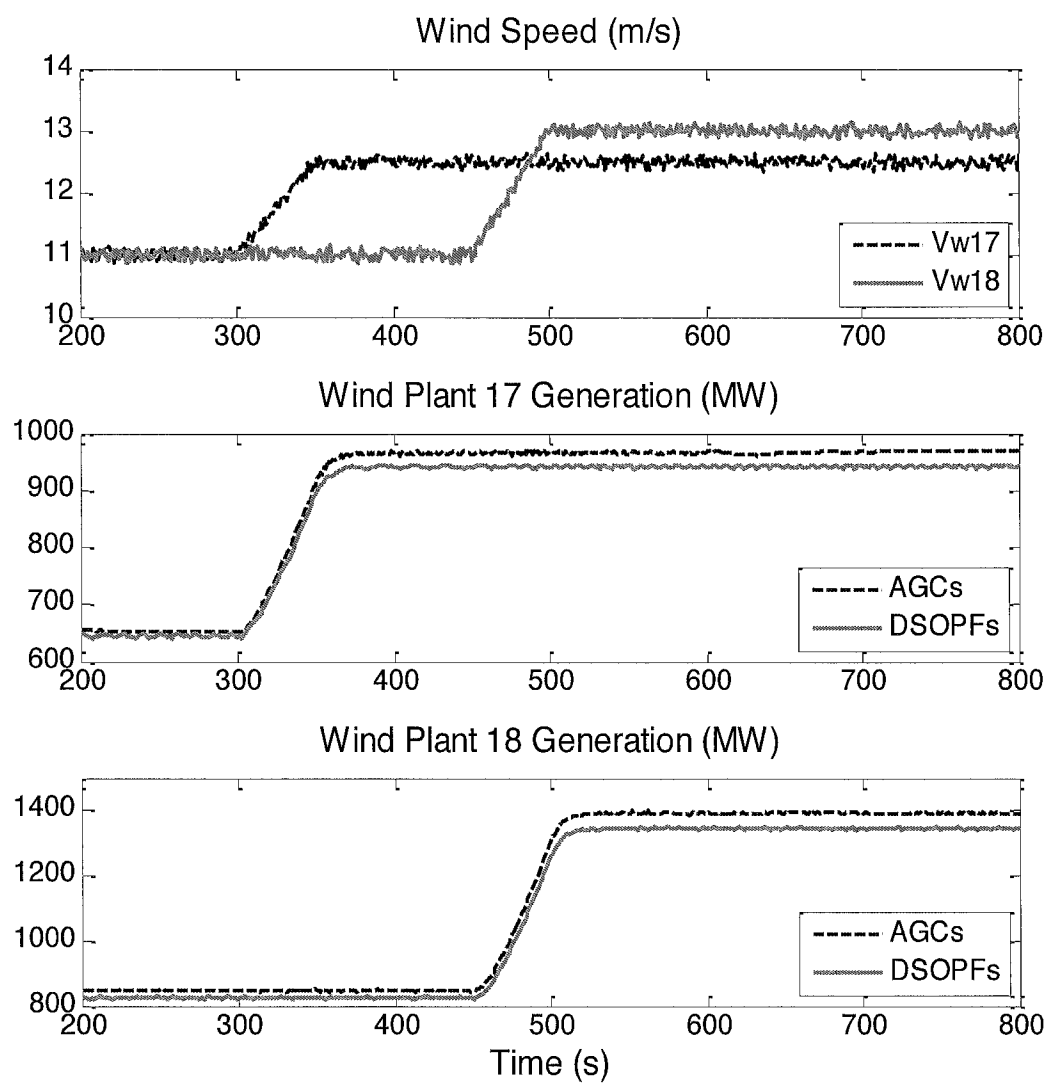 Wind Speed (m/s)
14
13
12
11
10
Vw17
Vw18
200 300 400 500 600 700 800
Wind Plant 17 Generation (MW)
1000
900
800
700
600
AGCs
DSOPFs
200 300 400 500 600 700 800
Wind Plant 18 Generation (MW)
1400
1200
1000
800
AGCs
DSOPFs
200 300 400 500 600 700 800
Time (s)